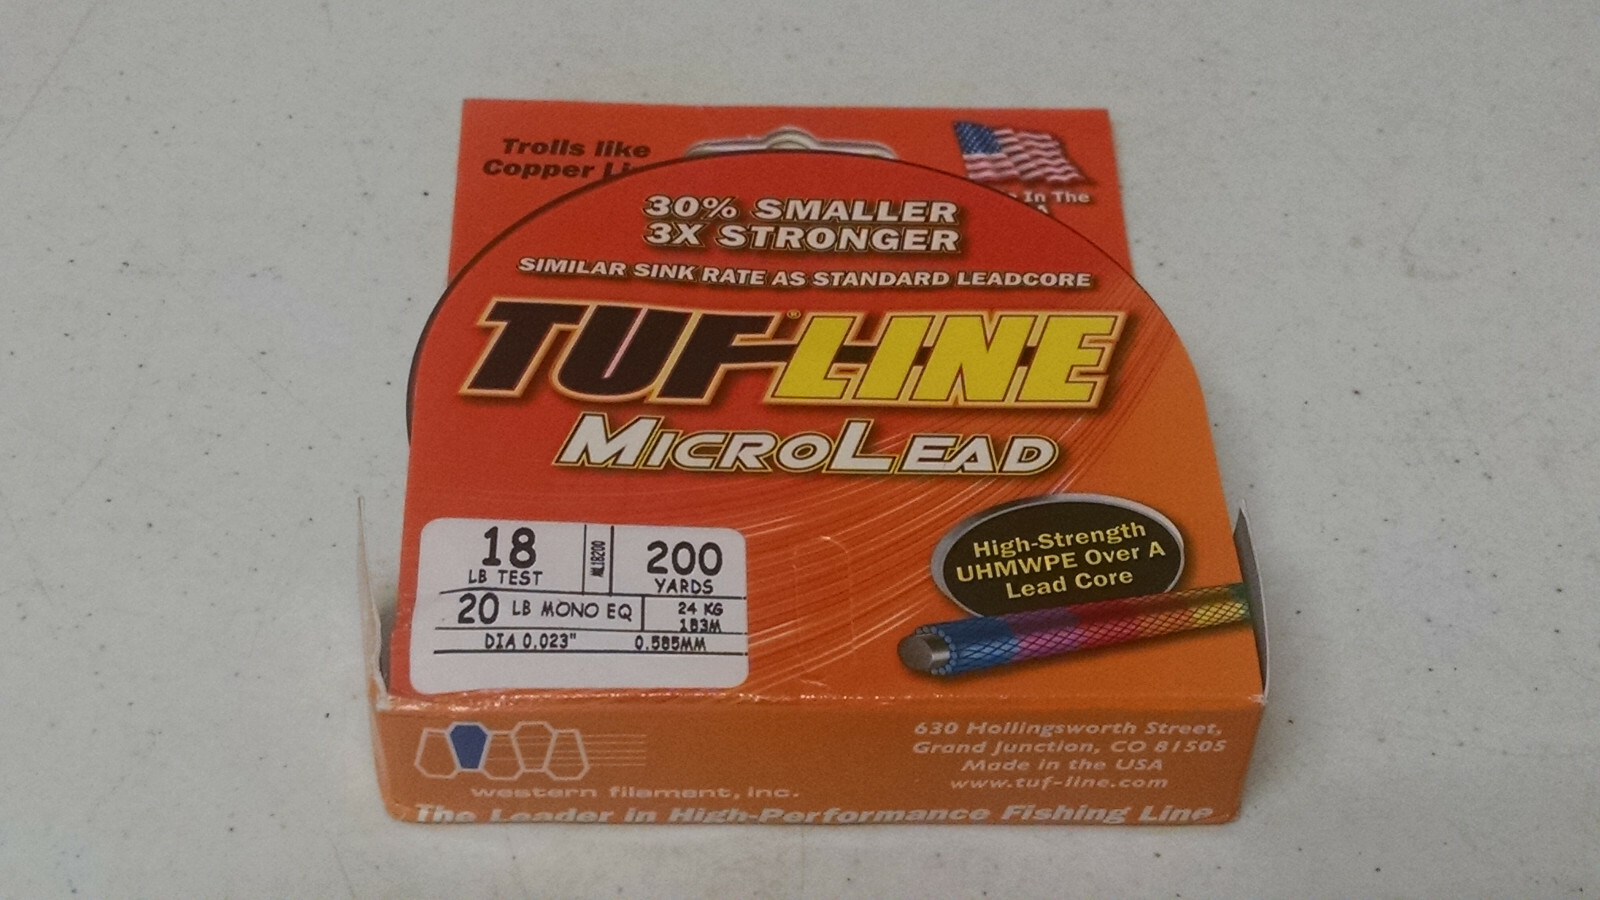 Trolls like
Copper
In The
30% SMALLER
3X STRONGER
SIMILAR SINK RATE AS STANDARD LEADCORE
TUF-LINE®
MICROLEAD
18
LB TEST
ML18200
200
YARDS
20 LB MONO EQ
24 KG
183M
DIA 0.023"
0.585MM
High-Strength
UHMWPE Over A
Lead Core
western filament, inc.
630 Hollingsworth Street,
Grand Junction, CO 81505
Made in the USA
www.tuf-line.com
The Leader in High-Performance Fishing Line